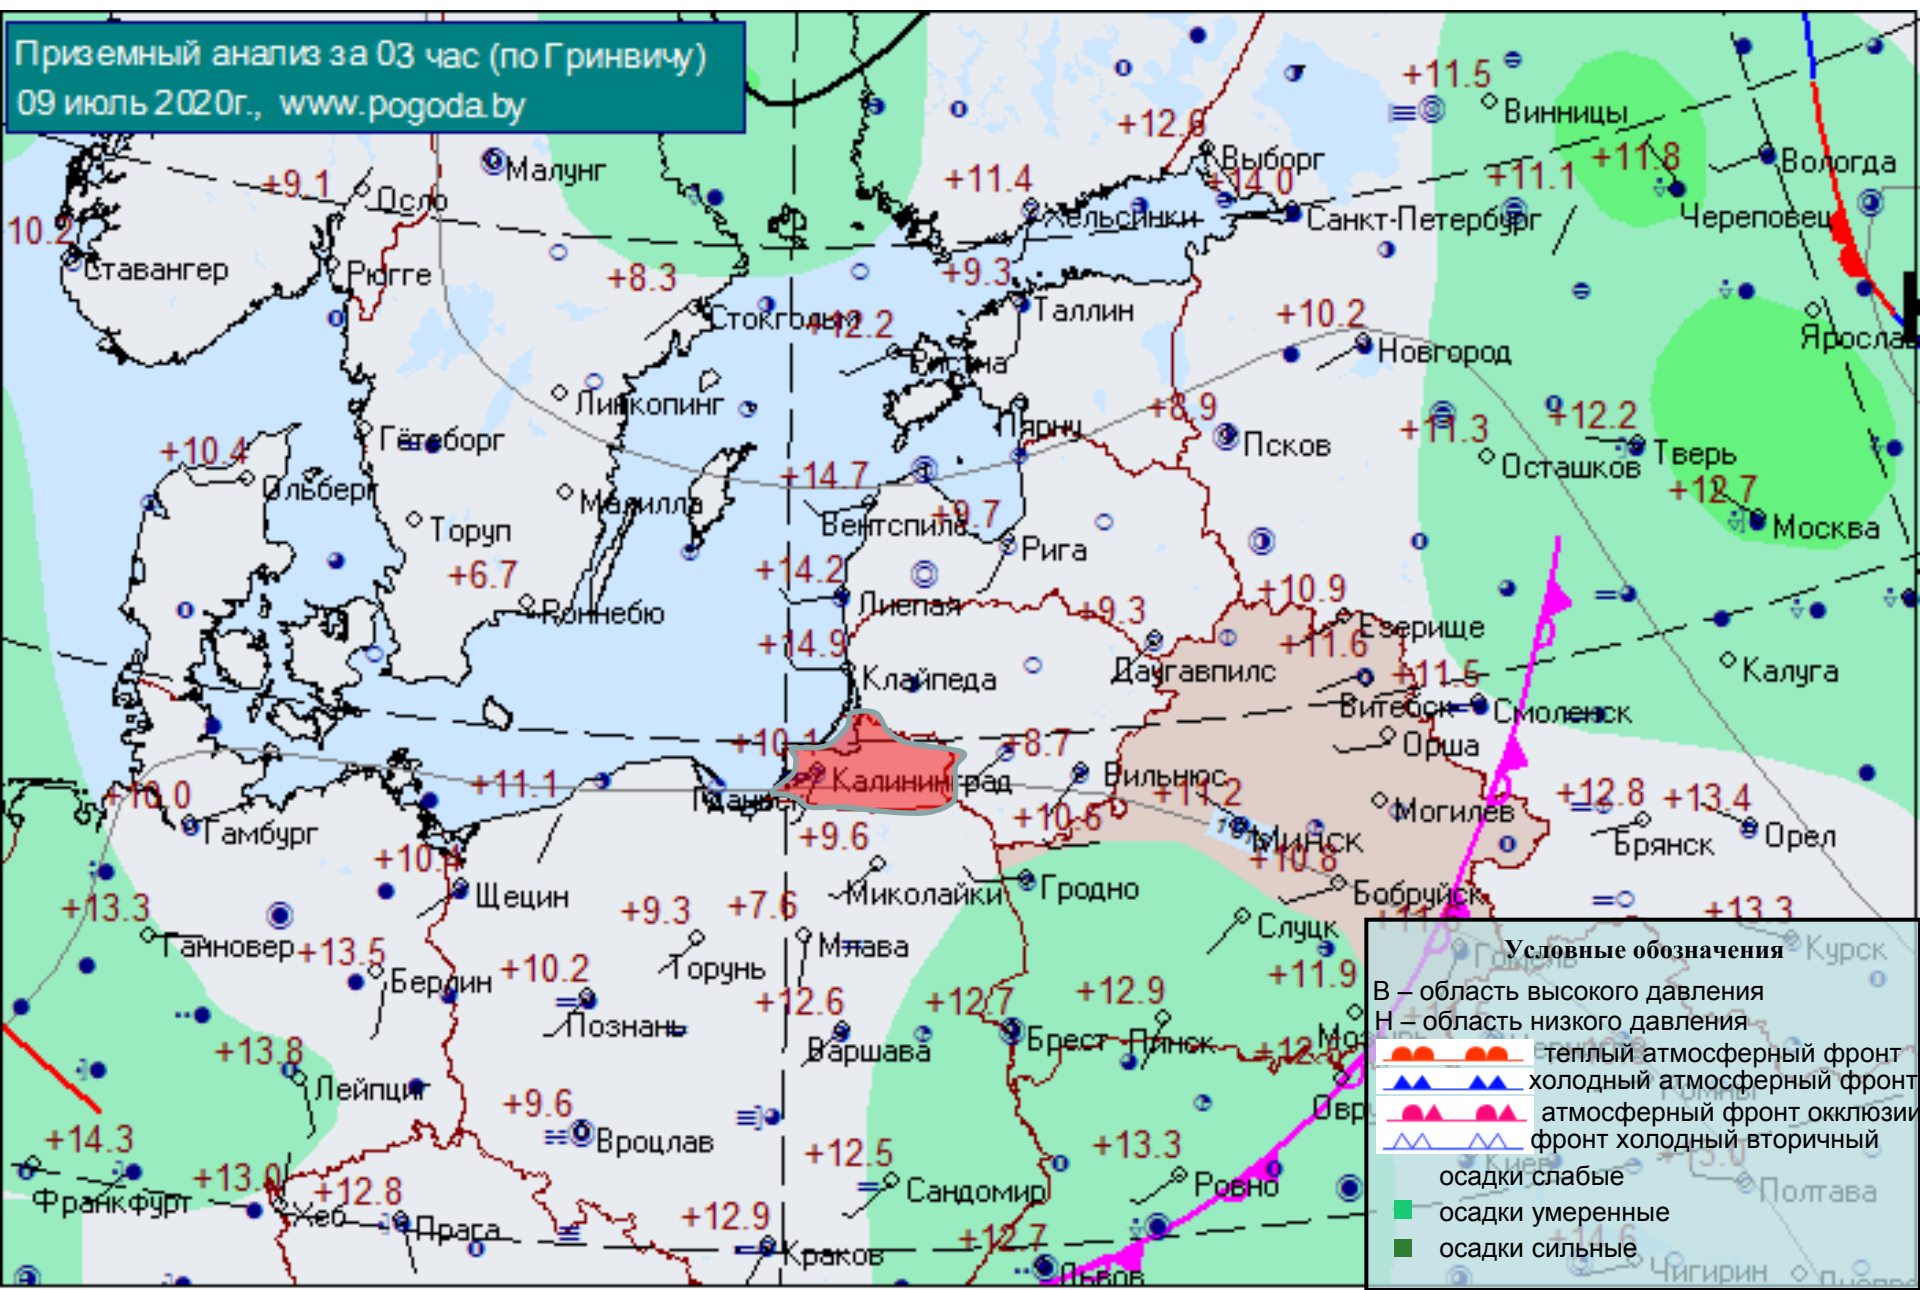 Приземный анализ за 03 час (по Гринвичу)
09 июль 2020г., www.pogoda.by
+11.5
Винницы
+12.6
Выборг
+11.8
Вологда
Малунг
+9.1
Осло
+11.4
+14.0
+11.1
Хельсинки
Санкт-Петербург
Череповец
10.2
Ставангер
Рюгге
+8.3
+9.3
Стокгольм
+12.2
Таллин
+10.2
Новгород
Линкопинг
+8.9
+12.2
Пярну
+10.4
Гётеборг
+11.3
Псков
Осташков
Тверь
+14.7
+12.7
Ольберг
Малилла
Вентспилс
+9.7
Москва
Торуп
Рига
+6.7
+14.2
+10.9
Роннебю
Лиепая
+9.3
Езерище
+14.9
+11.6
Клайпеда
Даугавпилс
+11.5
Калуга
Витебск
Смоленск
+10.1
+8.7
Орша
+11.1
Калининград
Вильнюс
+10.0
Гданьск
+11.2
Могилев
+12.8
+13.4
Гамбург
+9.6
+10.6
Минск
Брянск
Орел
+10.4
+10.8
Щецин
Миколайки
Гродно
Бобруйск
+13.3
+9.3
+7.6
Слуцк
+13.3
Ганновер
+13.5
Млава
Условные обозначения
Гомель
Курск
Берлин
+10.2
Торунь
+11.9
В – область высокого давления
+12.6
+12.7
+12.9
Н – область низкого давления
Познань
Варшава
Брест
Пинск
теплый атмосферный фронт
+13.8
Лейпциг
холодный атмосферный фронт
+9.6
атмосферный фронт окклюзии
+14.3
Вроцлав
+12.5
+13.3
фронт холодный вторичный
Киев
+13.0
+12.8
Сандомир
Ровно
осадки слабые
Полтава
Франкфурт
Хеб
Прага
+12.9
осадки умеренные
Краков
+12.7
осадки сильные
+14.6
Львов
Чигирин